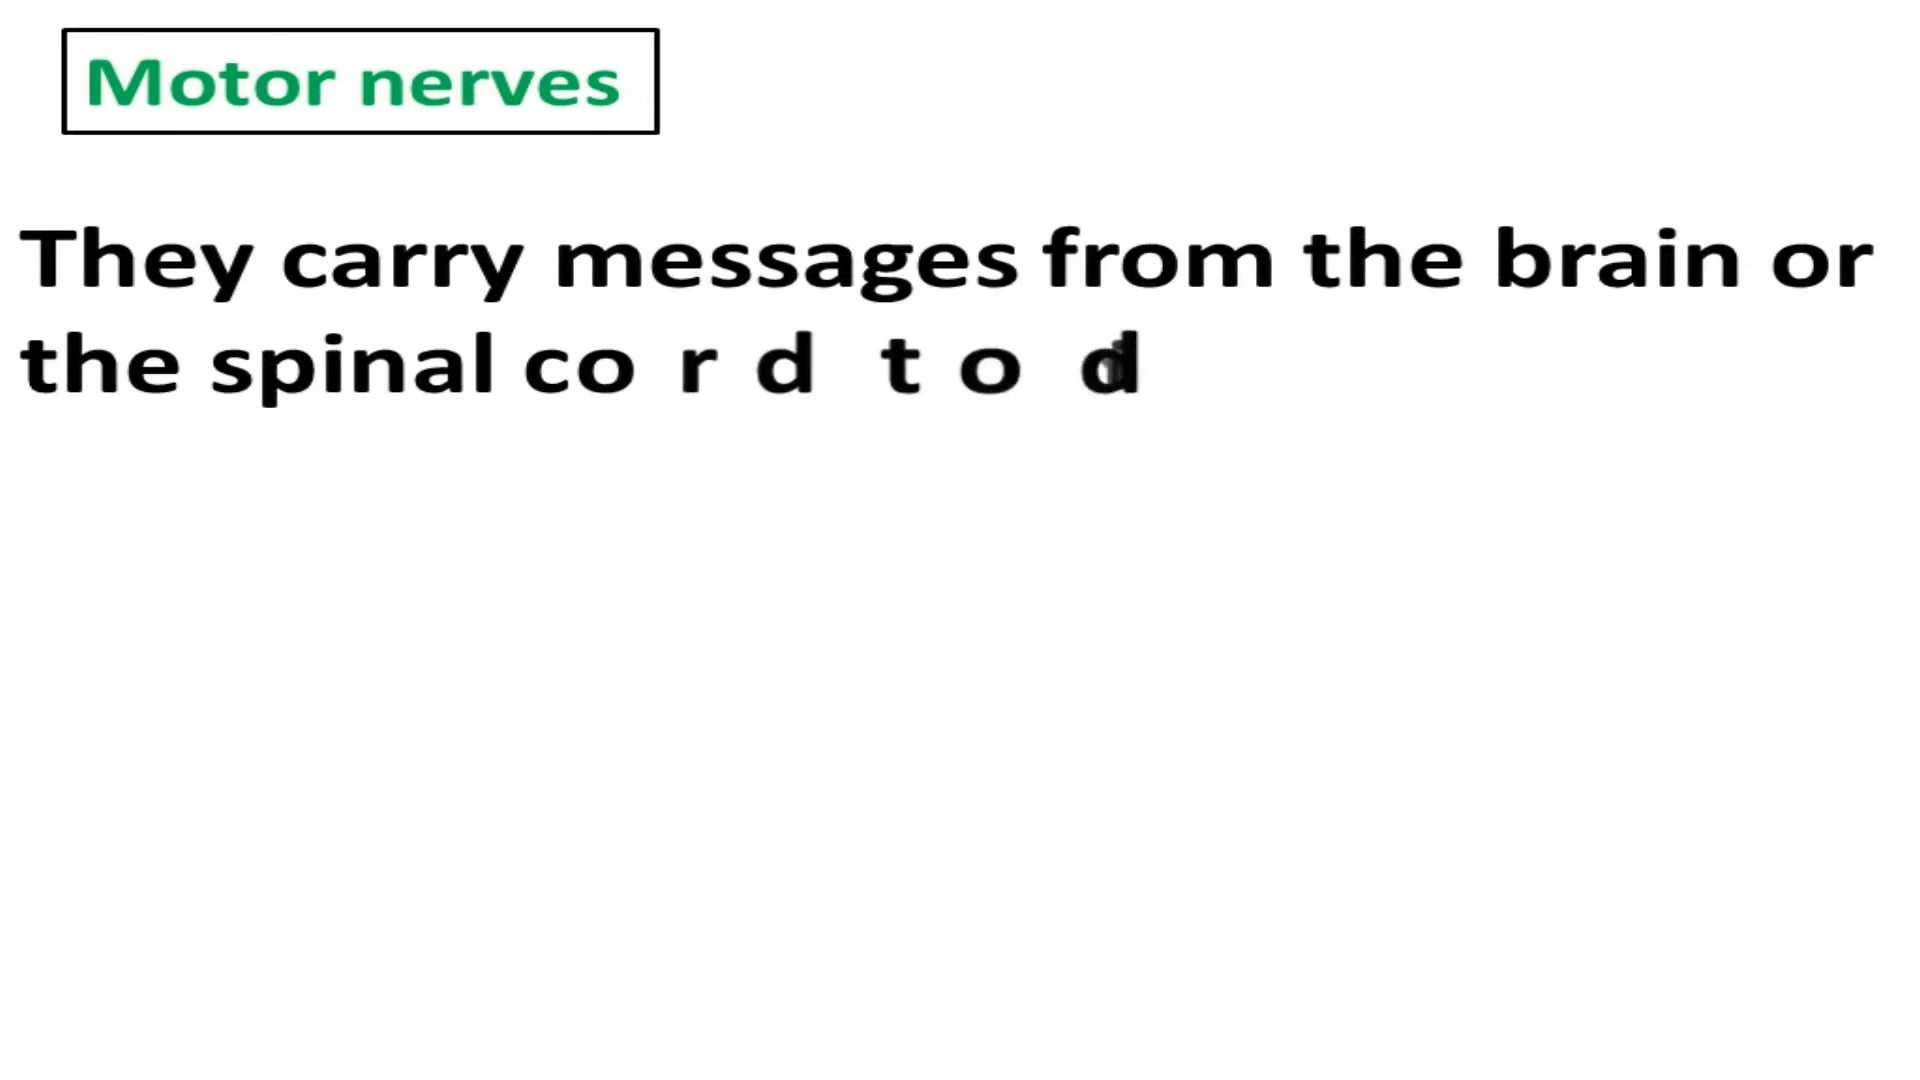 Motor nerves
They carry messages from the brain or
the spinal cord to d